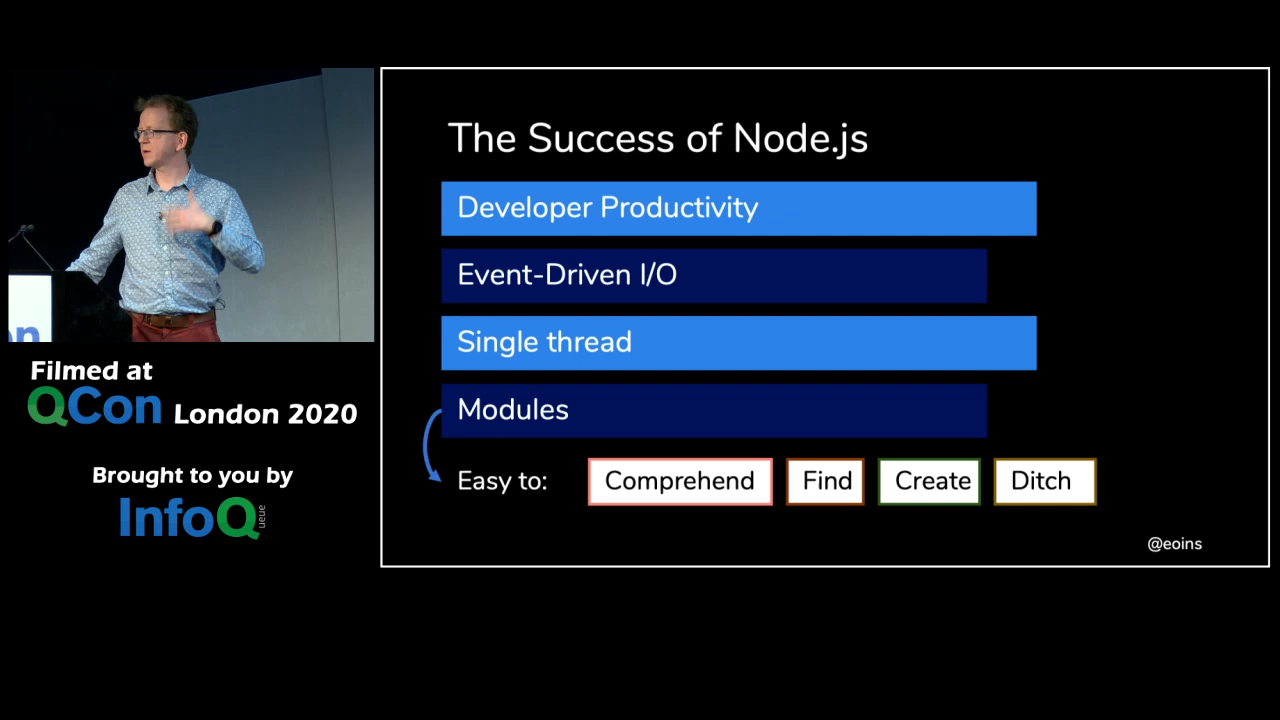 The Success of Node.js
Developer Productivity
Event-Driven I/O
Single thread
Modules
Easy to: Comprehend Find Create Ditch
@eoins
Filmed at
QCon London 2020
Brought to you by
InfoQ
ueue